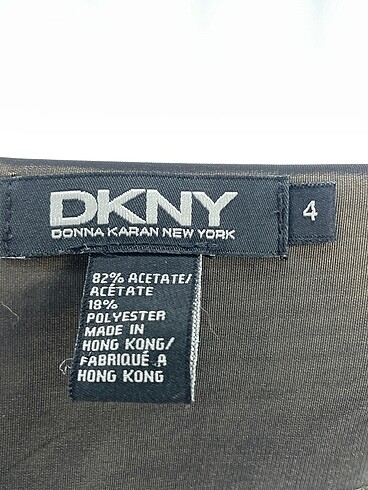 DKNY
DONNA KARAN NEW YORK
4
82% ACETATE/
ACÉTATE
18%
POLYESTER
MADE IN
HONG KONG/
FABRIQUÉ A
HONG KONG